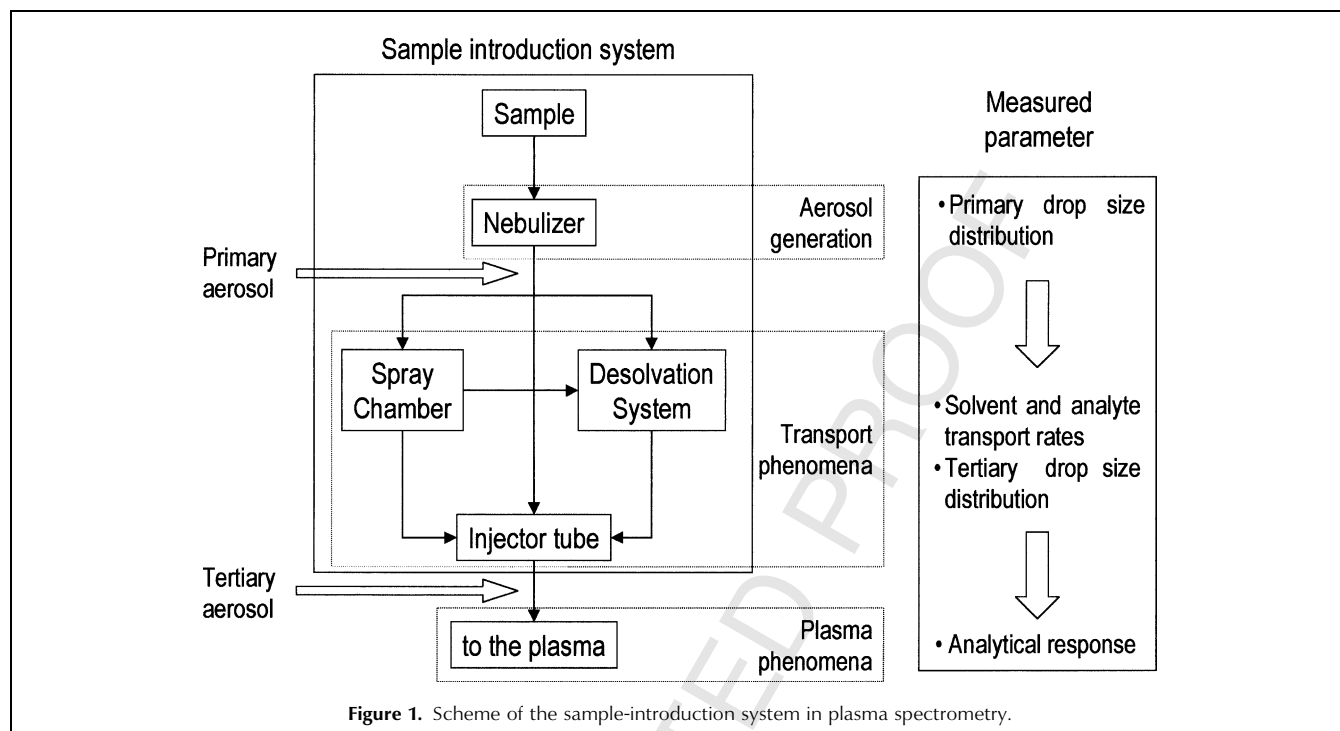 Sample introduction system
Sample
Nebulizer
Aerosol
generation
Primary
aerosol
Spray
Chamber
Desolvation
System
Transport
phenomena
Injector tube
Tertiary
aerosol
to the plasma
Plasma
phenomena
Measured
parameter
• Primary drop size
distribution
• Solvent and analyte
transport rates
• Tertiary drop size
distribution
• Analytical response
TED PROOF
Figure 1. Scheme of the sample-introduction system in plasma spectrometry.